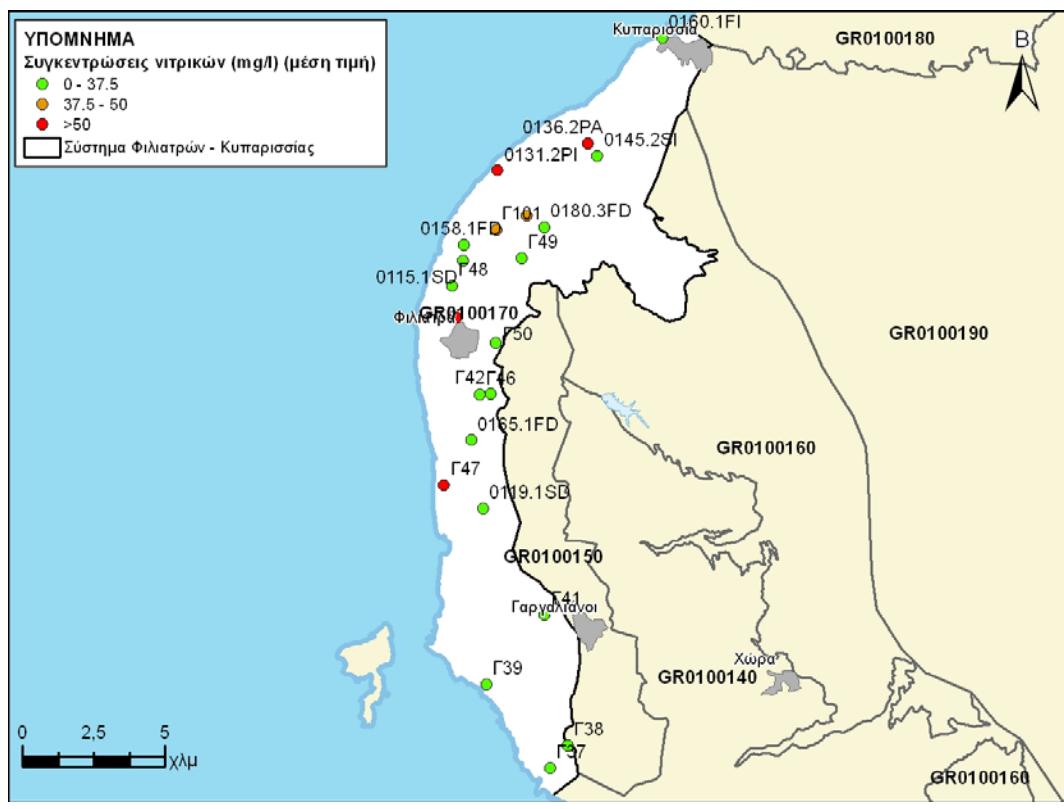 ΥΠΟΜΝΗΜΑ
Συγκεντρώσεις νιτρικών (mg/l) (μέση τιμή)
0 - 37.5
37.5 - 50
>50
Σύστημα Φιλιατρών - Κυπαρισσίας
0160.1FI
Κυπαρισσία
GR0100180
B
0136.2PA
0145.2SI
0131.2PI
Γ101
0180.3FD
0158.1FD
Γ49
Γ48
0115.1SD
GR0100170
Φιλιατρά
GR0100190
Γ50
Γ42
Γ46
0165.1FD
GR0100160
Γ47
0119.1SD
GR0100150
Γ41
Γαργαλιανοι
Χώρα
GR0100140
Γ39
Γ38
Γ37
0 2,5 5
χλμ
GR0100160